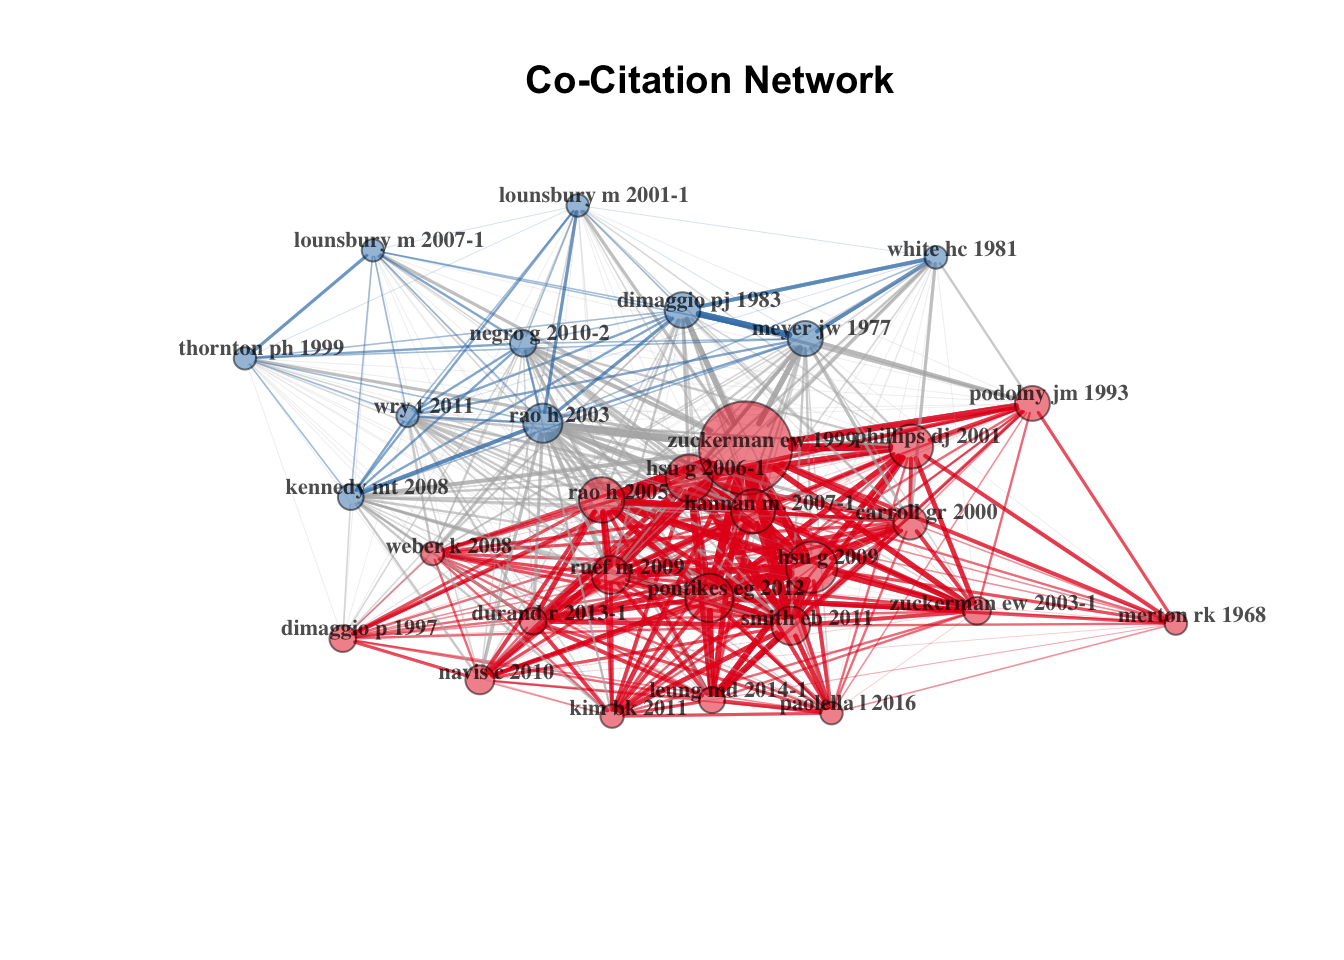 Co-Citation Network
lounsbury m 2001-1
lounsbury m 2007-1
white hc 1981
dimaggio pj 1983
meyer jw 1977
negro g 2010-2
thornton ph 1999
podolny jm 1993
wry t 2011
rao h 2003
zuckerman ew 1999
phillips dj 2001
hsu g 2006-1
kennedy mt 2008
rao h 2005
hannan m. 2007-1
carroll gr 2000
weber k 2008
hsu g 2009
ruef m 2009
pontikes eg 2012
zuckerman ew 2003-1
durand r 2013-1
smith eb 2011
merton rk 1968
dimaggio p 1997
navis c 2010
leung md 2014-1
kim bk 2011
paolella l 2016